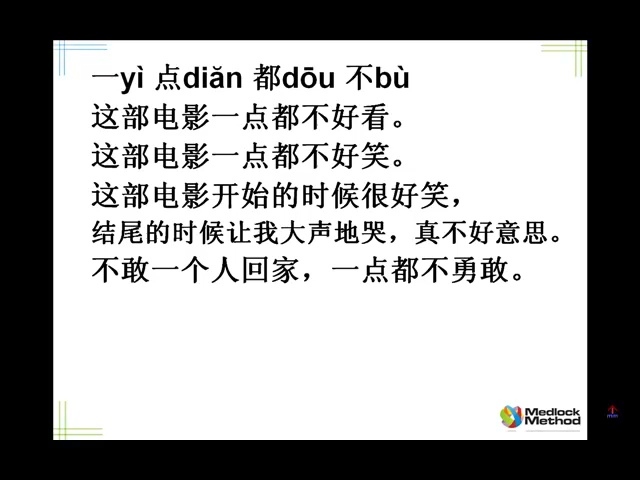 一yì 点diǎn 都dōu 不bù
这部电影一点都不好看。
这部电影一点都不好笑。
这部电影开始的时候很好笑，
结尾的时候让我大声地哭，真不好意思。
不敢一个人回家，一点都不勇敢。
Medlock
Method